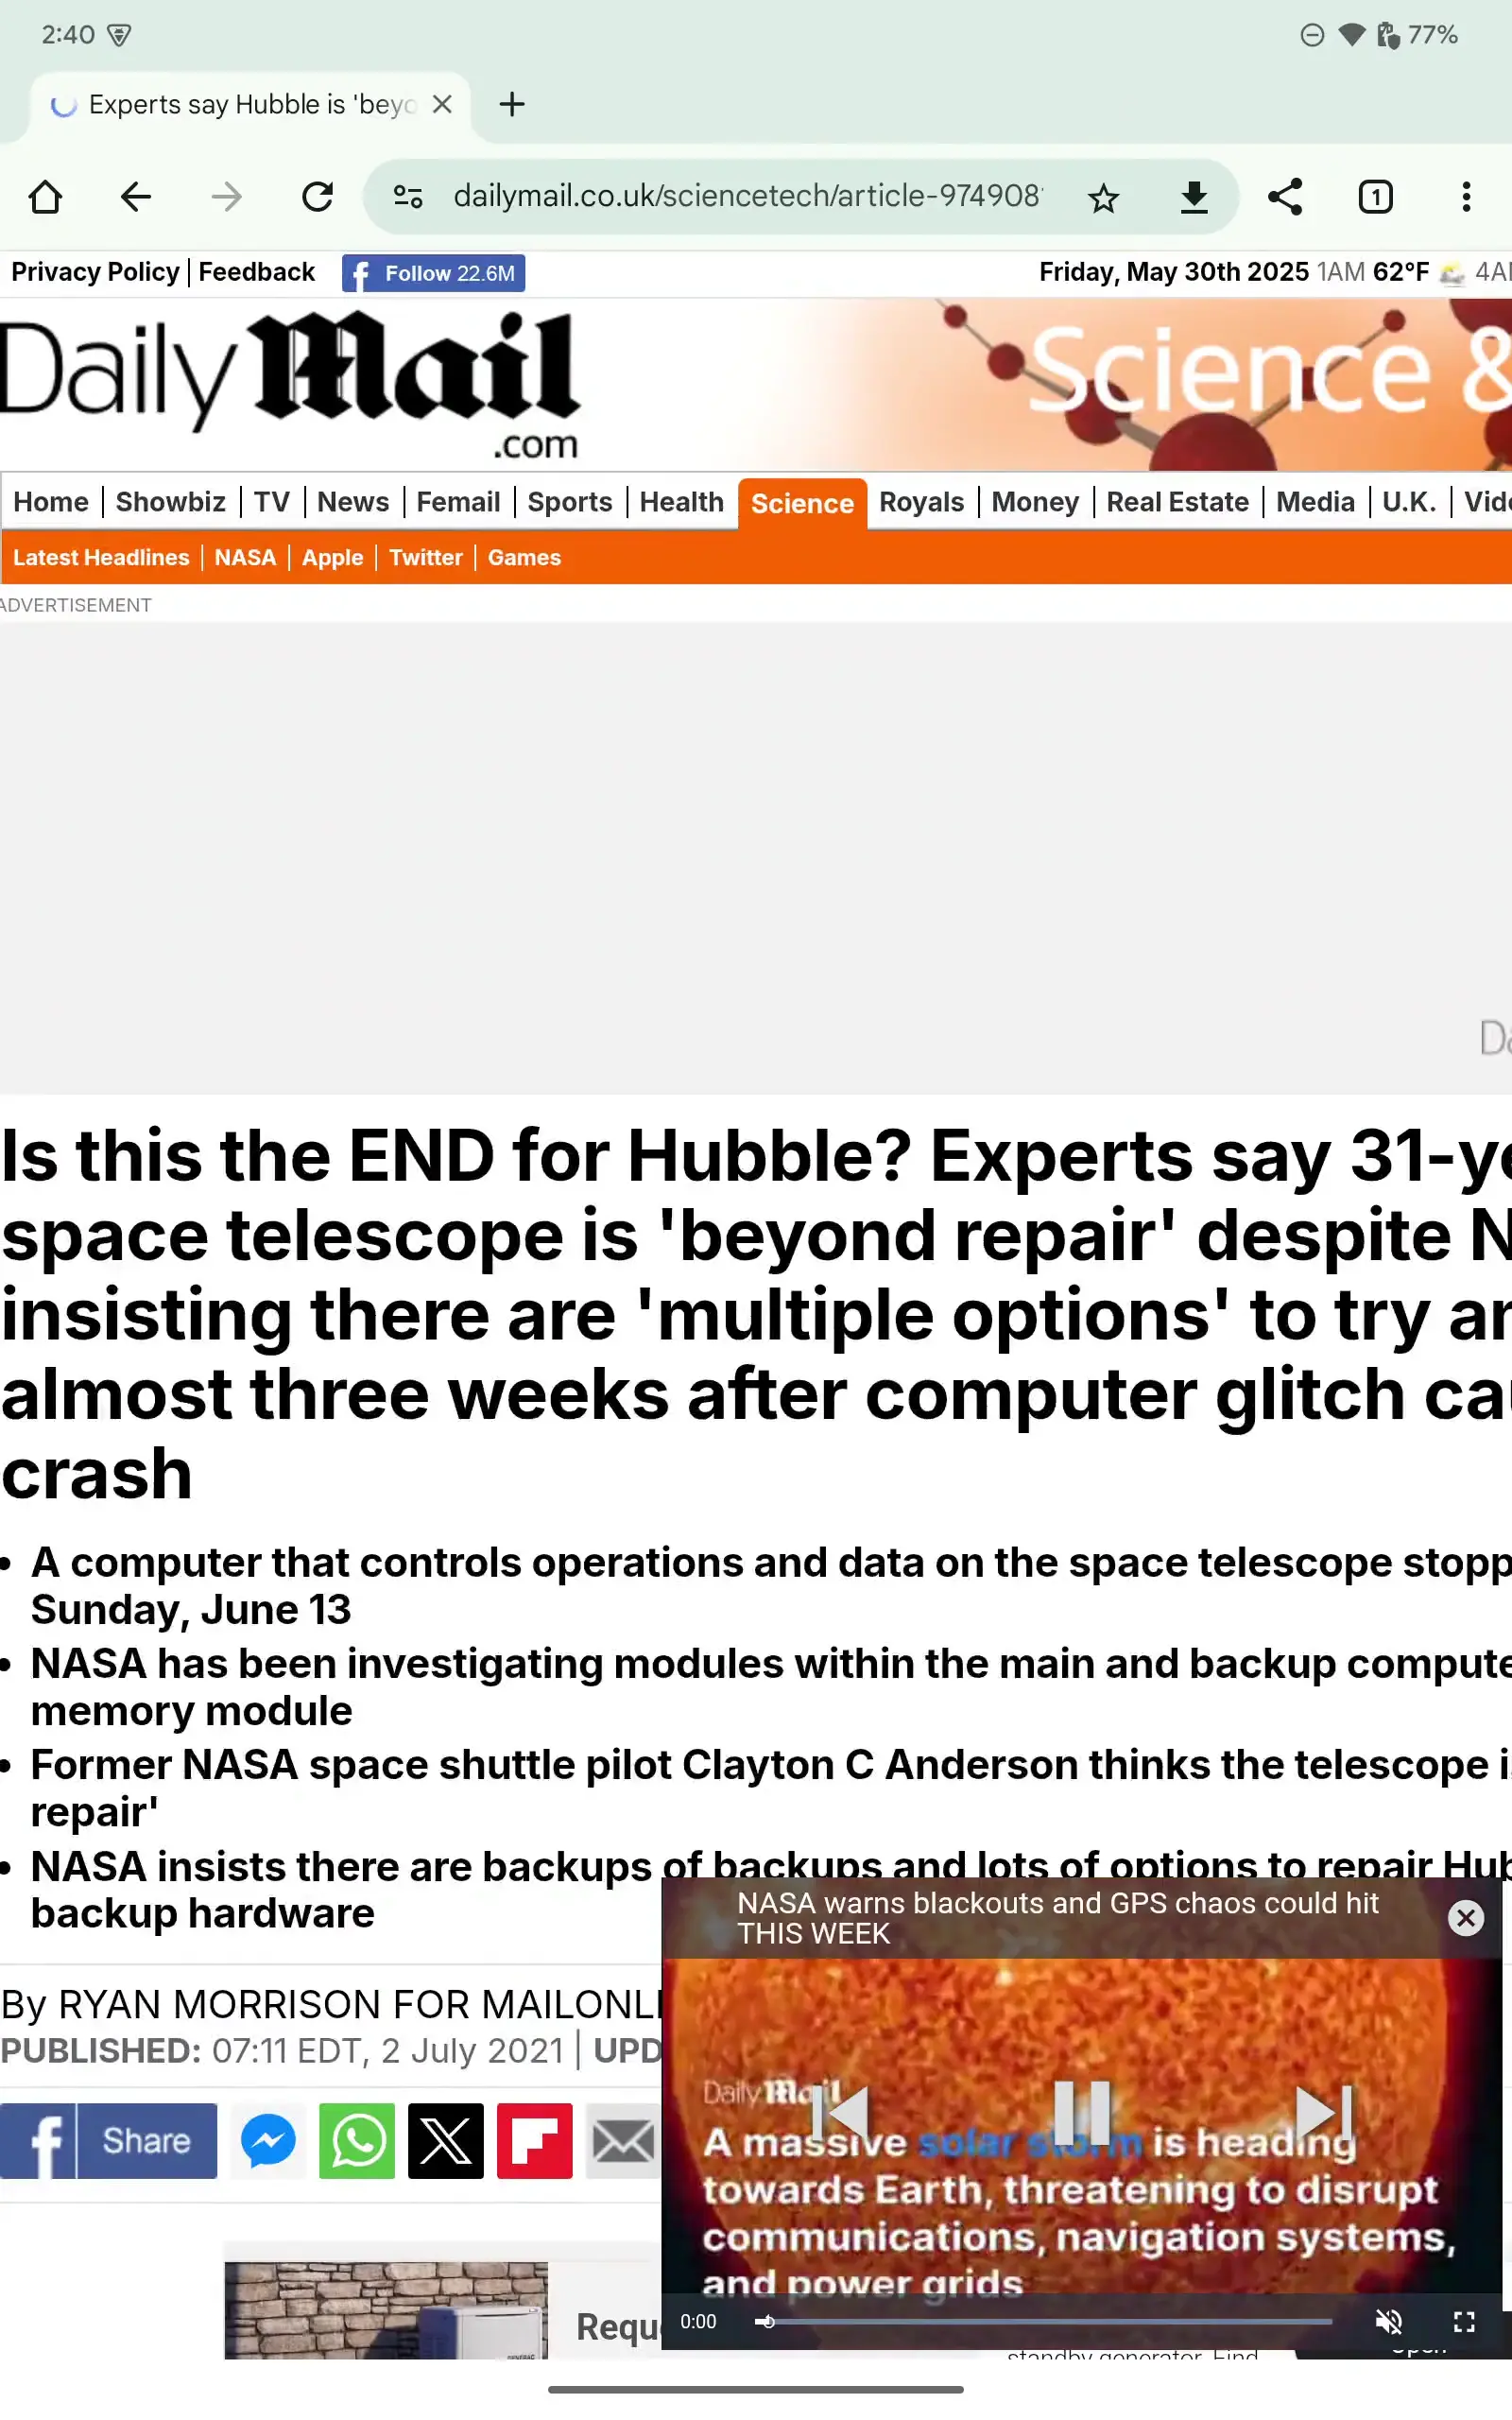 2:40
77%
Experts say Hubble is 'beyo
dailymail.co.uk/sciencetech/article-974908
1
Privacy Policy | Feedback
Follow 22.6M
Friday, May 30th 2025 1AM 62°F
Daily Mail
.com
Science &
Home | Showbiz | TV | News | Femail | Sports | Health | Science | Royals | Money | Real Estate | Media | U.K. |
Latest Headlines | NASA | Apple | Twitter | Games
ADVERTISEMENT
Is this the END for Hubble? Experts say 31-ye
space telescope is 'beyond repair' despite N
insisting there are 'multiple options' to try an
almost three weeks after computer glitch cau
crash
• A computer that controls operations and data on the space telescope stopp
Sunday, June 13
• NASA has been investigating modules within the main and backup compute
memory module
• Former NASA space shuttle pilot Clayton C Anderson thinks the telescope i
repair'
• NASA insists there are backups of backups and lots of options to repair Hub
backup hardware
By RYAN MORRISON FOR MAILONLI
PUBLISHED: 07:11 EDT, 2 July 2021 | UPD
Share
NASA warns blackouts and GPS chaos could hit
THIS WEEK
Daily Mail
A massive solar storm is heading
towards Earth, threatening to disrupt
communications, navigation systems,
and power grids
0:00
GENERAC
Requ
standby generator. Find
Open